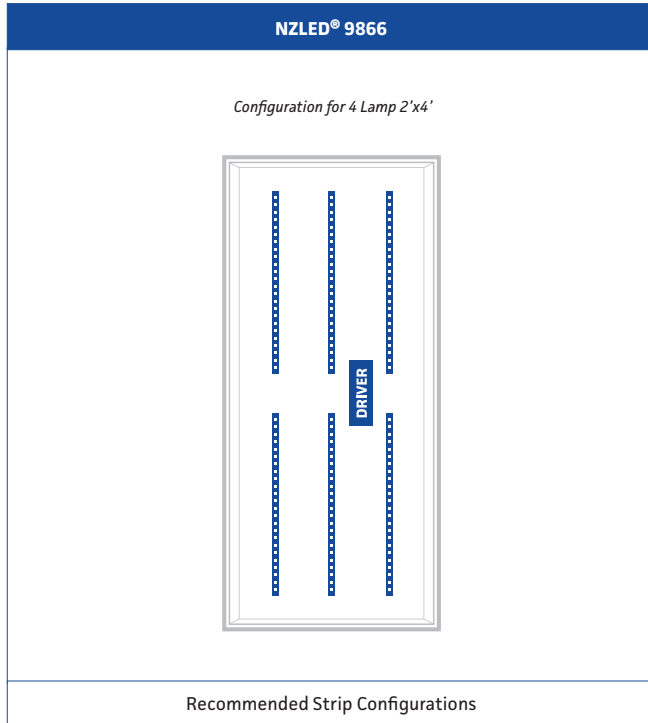 NZLED® 9866
Configuration for 4 Lamp 2'x4'
DRIVER
Recommended Strip Configurations